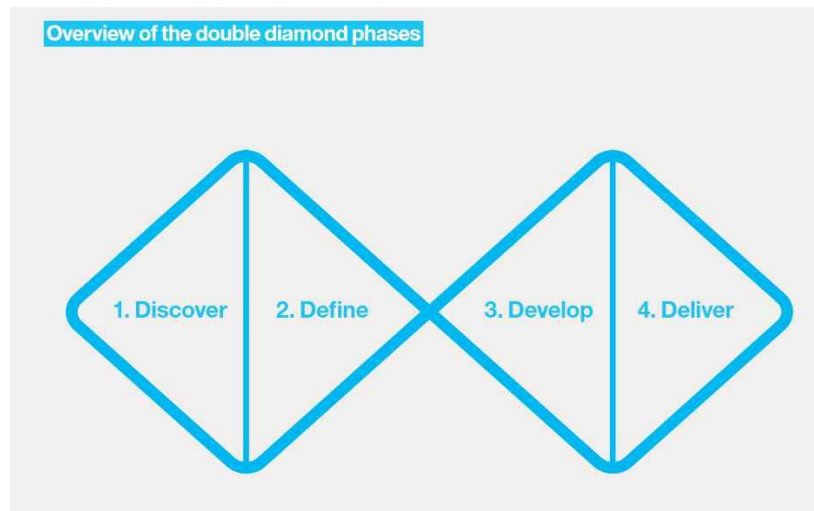 Overview of the double diamond phases
1. Discover
2. Define
3. Develop
4. Deliver